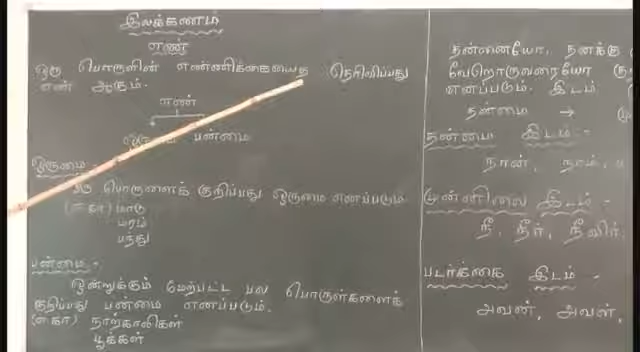 இலக்கணம்
எண்
ஒரு பொருளின் எண்ணிக்கையைத் தெரிவிப்பது
எண் ஆகும்.
எண்
ஒருமை பன்மை
ஒருமை :-
ஒரு பொருளைக் குறிப்பது ஒருமை எனப்படும்
(எ.கா) மாடு
மரம்
பந்து
பன்மை :-
ஒன்றுக்கும் மேற்பட்ட பல பொருள்களைக்
குறிப்பது பன்மை எனப்படும்.
(எ.கா) நாற்காலிகள்
பூக்கள்
தன்னையோ, தனக்கு
வேறொருவரையோ
எனப்படும். இடம்
தன்மை →
தன்மை இடம் :-
நான், நாம்,
முன்னிலை இடம் :-
நீ, நீர், நீவிர்,
படர்க்கை இடம் :-
அவன், அவள்,